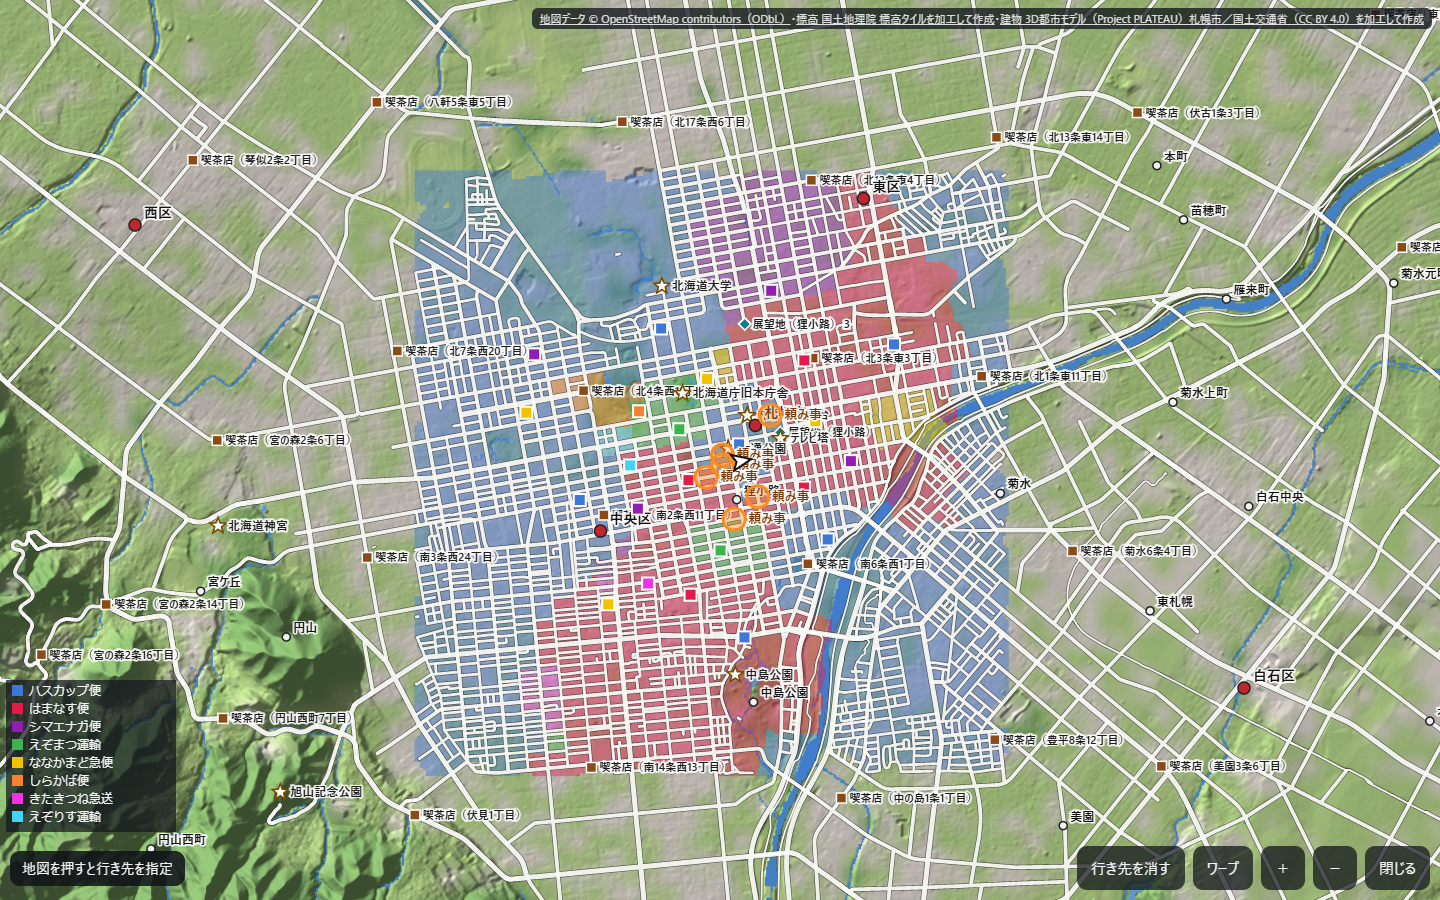 地図データ © OpenStreetMap contributors（ODbL）・標高 国土地理院 標高タイルを加工して作成・建物 3D都市モデル（Project PLATEAU）札幌市／国土交通省（CC BY 4.0）を加工して作成
喫茶店（八軒5条東5丁目）
喫茶店（北17条西6丁目）
喫茶店（伏古1条3丁目）
喫茶店（北13条東14丁目）
喫茶店（琴似2条2丁目）
本町
東区
西区
苗穂町
喫茶店
菊水元町
北海道大学
雁来町
展望地（狸小路）3
喫茶店（北7条西20丁目）
喫茶店（北3条東3丁目）
喫茶店（北1条東11丁目）
喫茶店（北4条西
北海道庁旧本庁舎
菊水上町
頼み事
喫茶店（宮の森2条6丁目）
テレビ塔
頼み事
頼み事
頼み事
菊水
頼み事
白石中央
頼み事
北海道神宮
中央区
（南2条西11丁目
喫茶店（南3条西24丁目）
喫茶店（南6条西1丁目）
喫茶店（菊水6条4丁目）
宮ケ丘
喫茶店（宮の森2条14丁目）
東札幌
円山
喫茶店（宮の森2条16丁目）
中島公園
白石区
中島公園
ハスカップ便
はまなす便
シマエナガ便
えぞまつ運輸
ななかまど急便
しらかば便
きたきつね急送
えぞりす運輸
喫茶店（円山西町7丁目）
喫茶店（豊平8条12丁目）
喫茶店（南14条西13丁目）
喫茶店（美園3条6丁目）
旭山記念公園
喫茶店（中の島1条1丁目）
喫茶店（伏見1丁目）
美園
円山西町
地図を押すと行き先を指定
行き先を消す
ワープ
+
−
閉じる